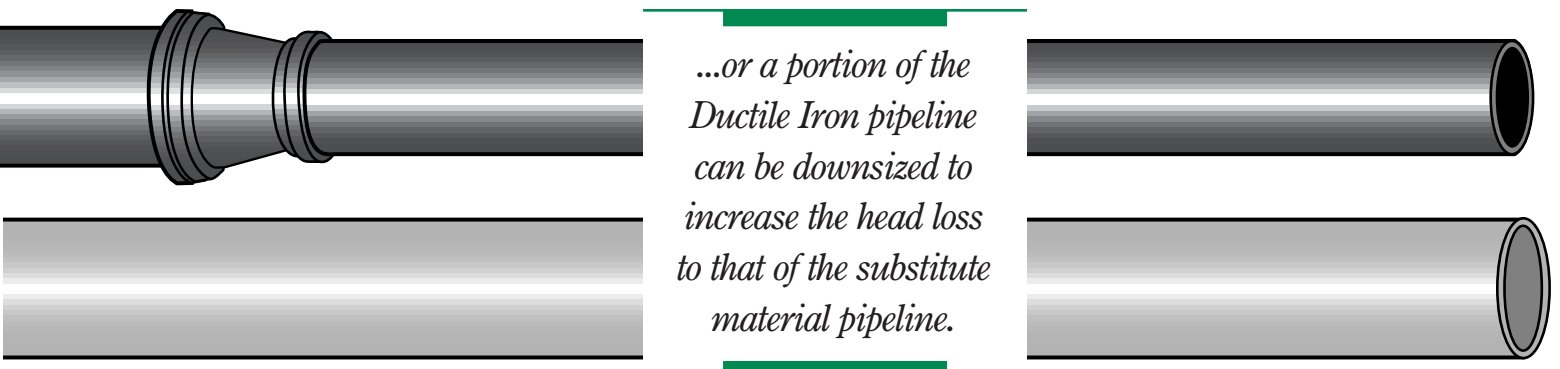 ...or a portion of the
Ductile Iron pipeline
can be downsized to
increase the head loss
to that of the substitute
material pipeline.